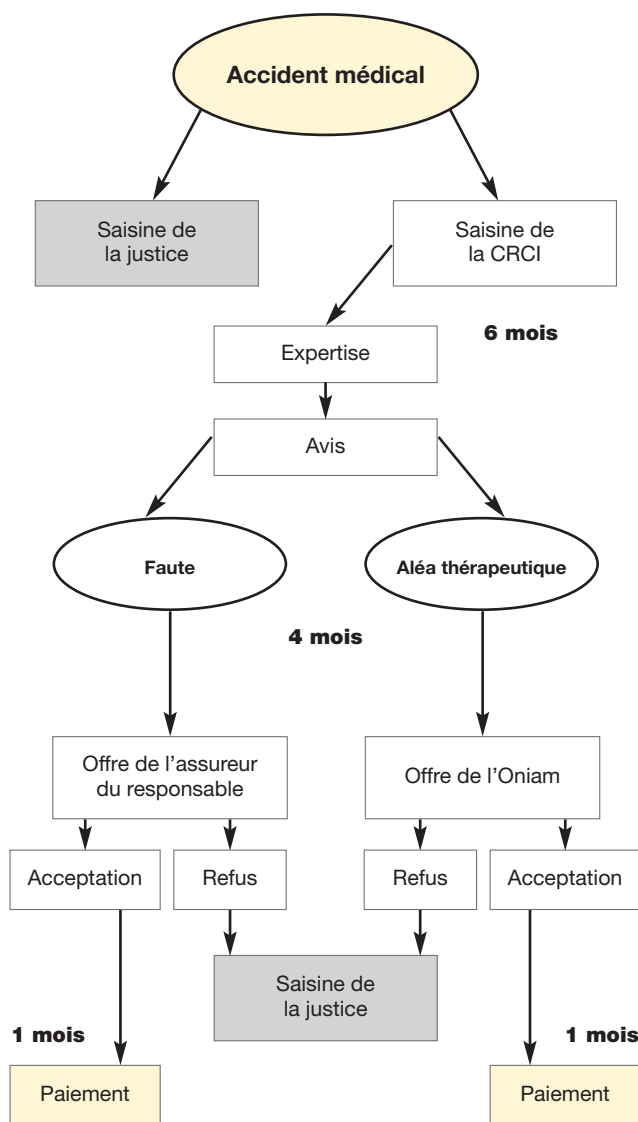 Accident médical
Saisine de
la justice
Saisine de
la CRCI
6 mois
Expertise
Avis
Faute
Aléa thérapeutique
4 mois
Offre de l’assureur
du responsable
Offre de l’Oniam
Acceptation
Refus
Refus
Acceptation
Saisine de
la justice
1 mois
1 mois
Paiement
Paiement